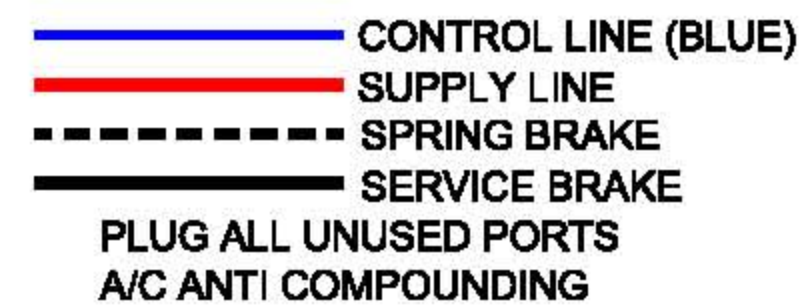 CONTROL LINE (BLUE)
SUPPLY LINE
SPRING BRAKE
SERVICE BRAKE
PLUG ALL UNUSED PORTS
A/C ANTI COMPOUNDING